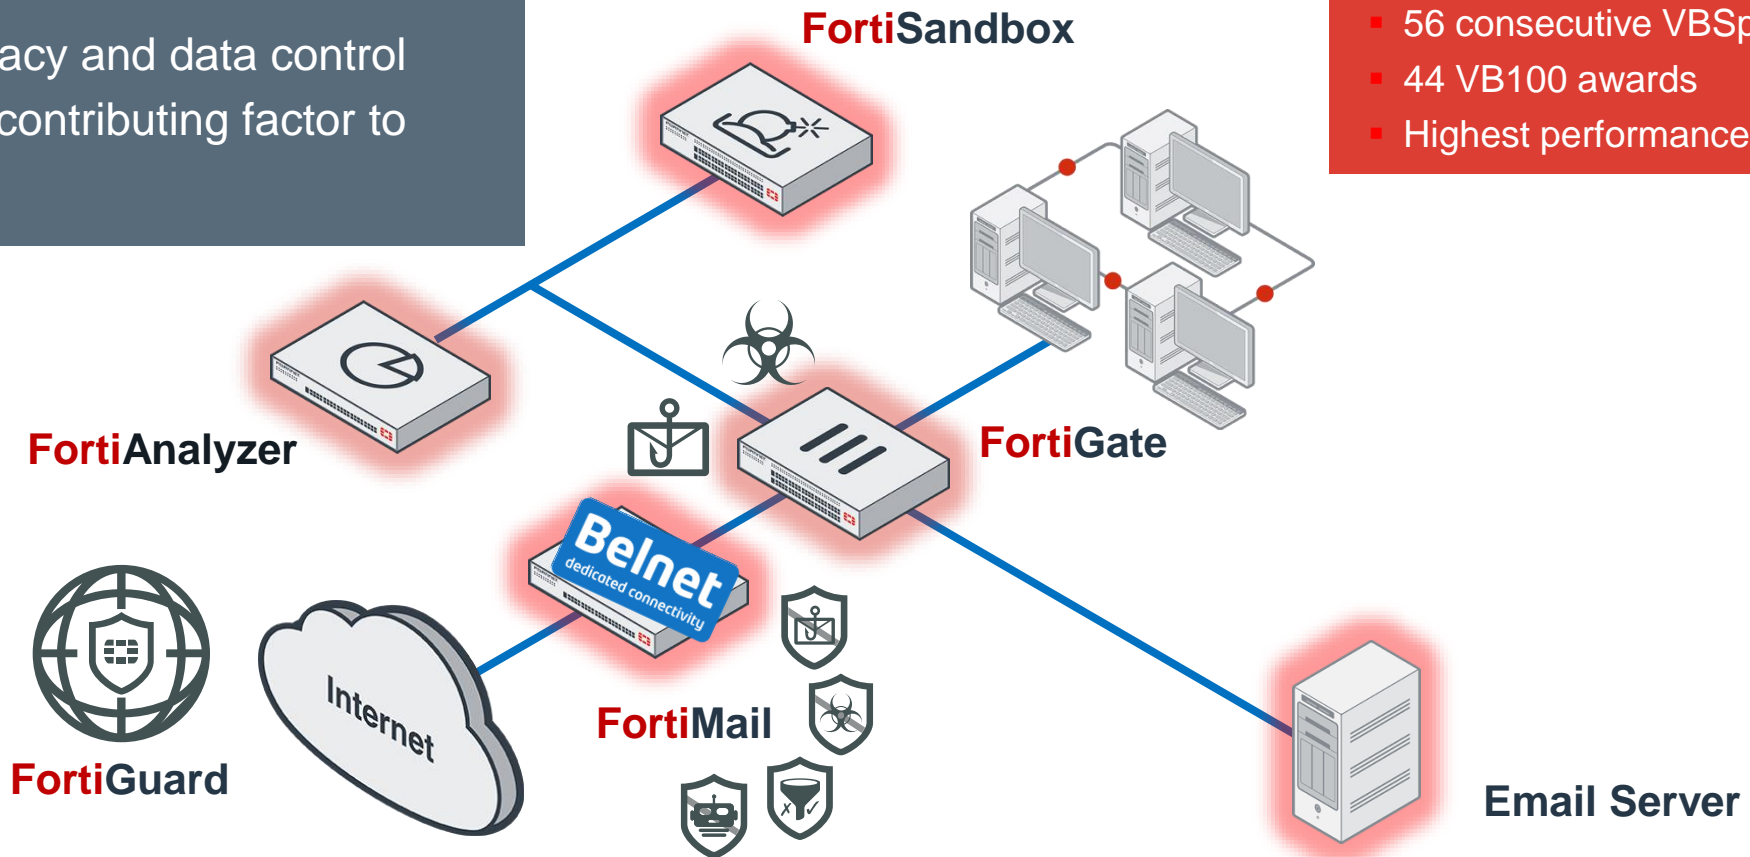 acy and data control
contributing factor to
FortiSandbox
56 consecutive VBSp
44 VB100 awards
Highest performance
FortiAnalyzer
FortiGate
Belnet
dedicated connectivity
Internet
FortiMail
FortiGuard
Email Server